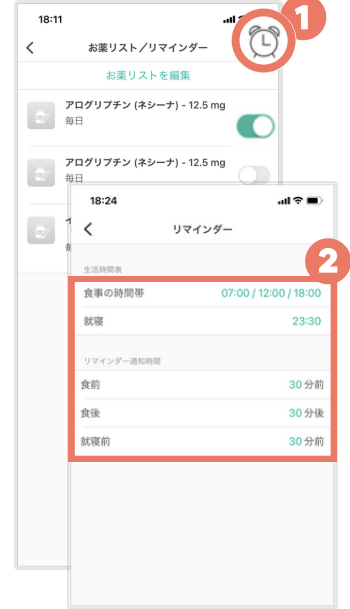 18:11
1
お薬リスト／リマインダー
お薬リストを編集
アログリプチン (ネシーナ) - 12.5 mg
毎日
アログリプチン (ネシーナ) - 12.5 mg
毎日
18:24
リマインダー
2
生活時間表
食事の時間帯 07:00 / 12:00 / 18:00
就寝 23:30
リマインダー通知時間
食前 30 分前
食後 30 分後
就寝前 30 分前